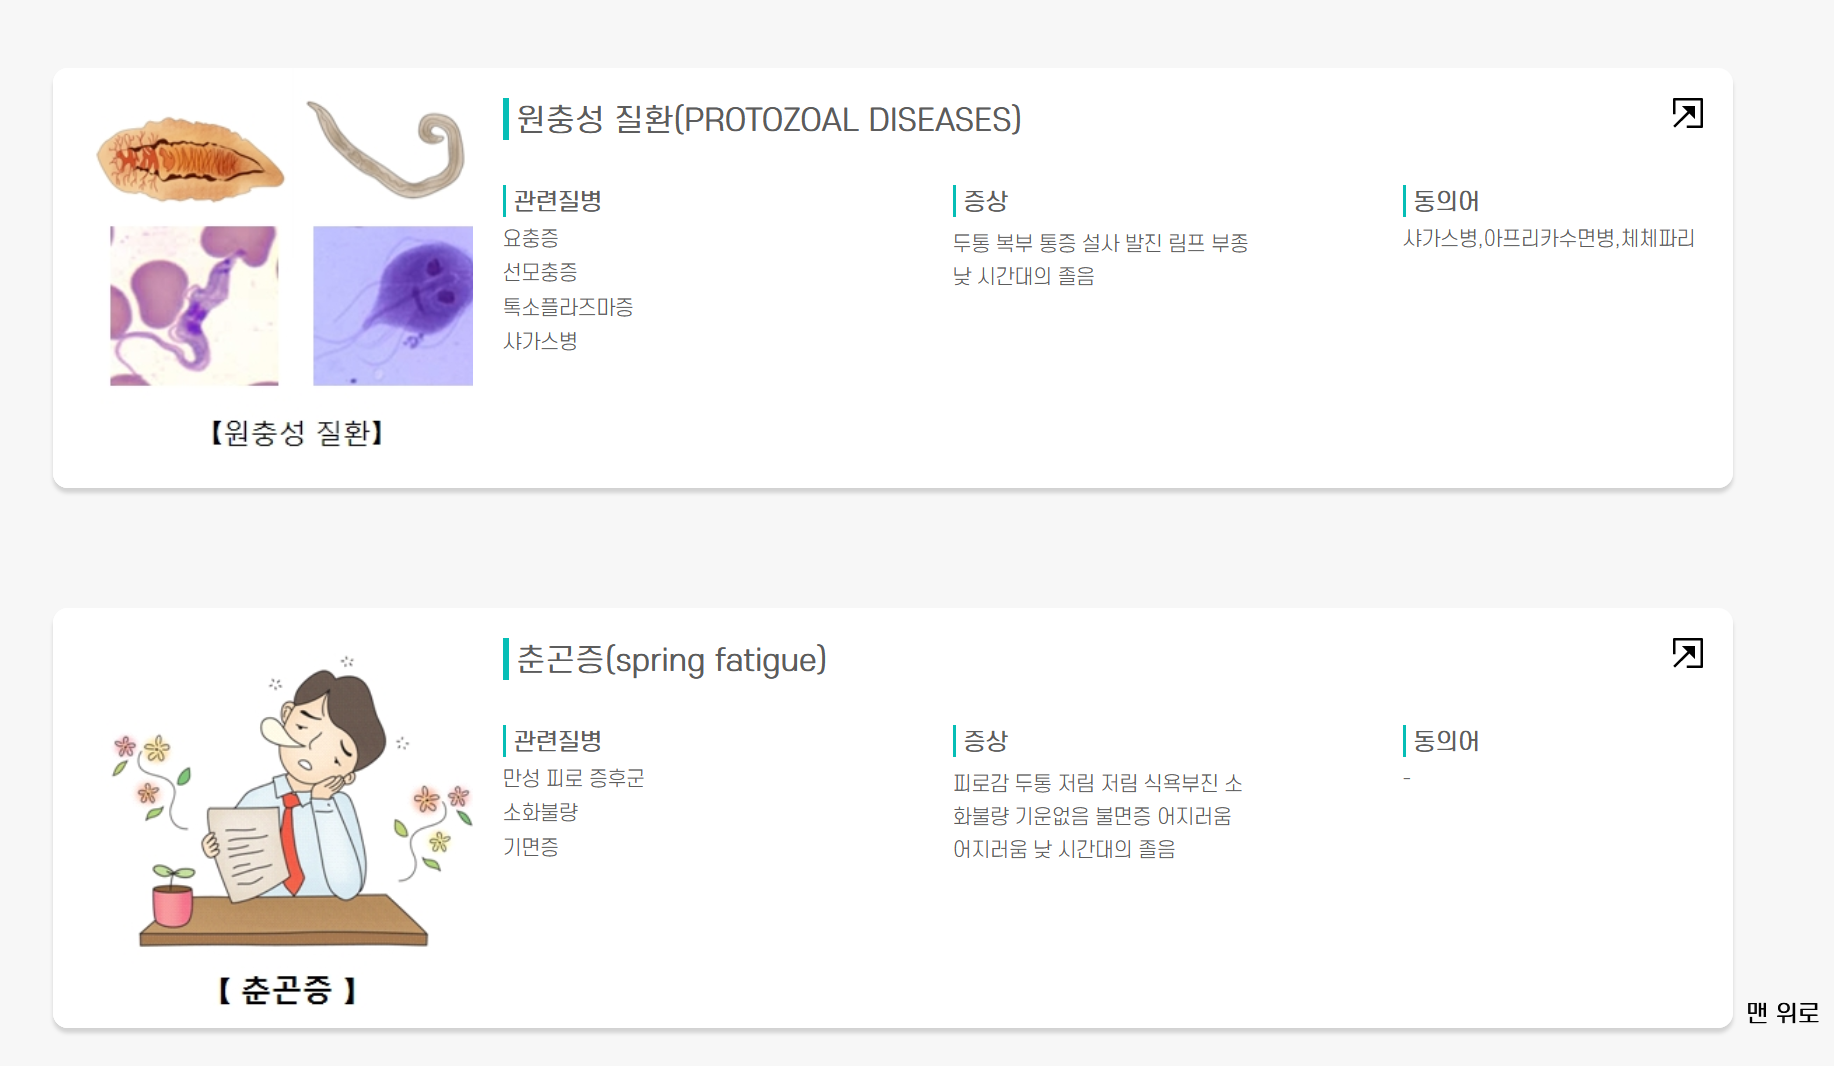 원충성 질환(PROTOZOAL DISEASES)
관련질병
요충증
선모충증
톡소플라즈마증
샤가스병
증상
두통 복부 통증 설사 발진 림프 부종
낮 시간대의 졸음
동의어
샤가스병,아프리카수면병,체체파리
【원충성 질환】
춘곤증(spring fatigue)
관련질병
만성 피로 증후군
소화불량
기면증
증상
피로감 두통 저림 저림 식욕부진 소
화불량 기운없음 불면증 어지러움
어지러움 낮 시간대의 졸음
동의어
-
【 춘곤증 】
맨 위로